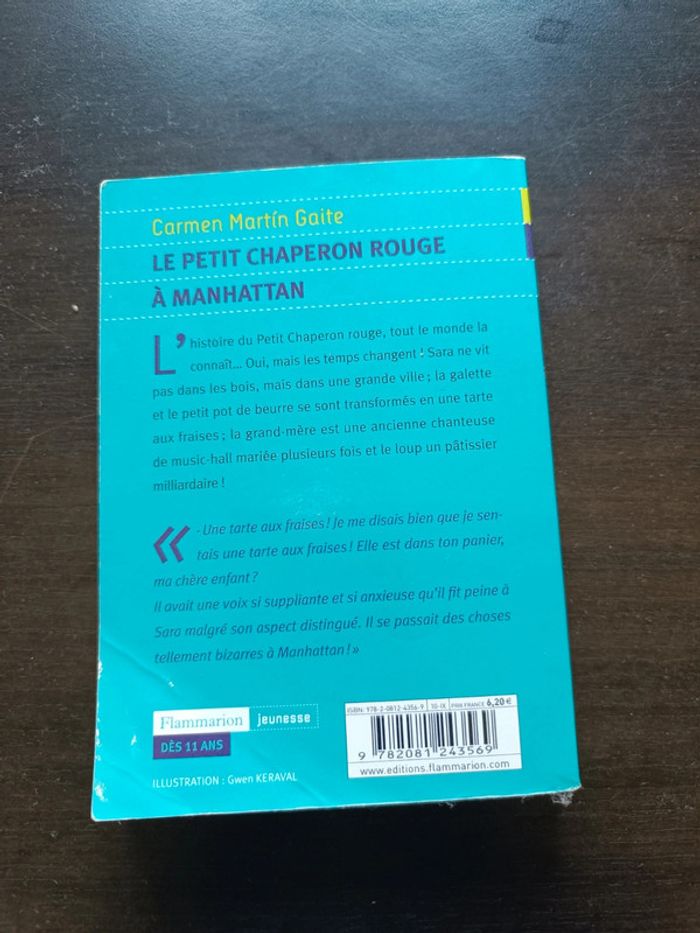 Carmen Martín Gaite
LE PETIT CHAPERON ROUGE
À MANHATTAN
L'histoire du Petit Chaperon rouge, tout le monde la
connaît... Oui, mais les temps changent ! Sara ne vit
pas dans les bois, mais dans une grande ville ; la galette
et le petit pot de beurre se sont transformés en une tarte
aux fraises ; la grand-mère est une ancienne chanteuse
de music-hall mariée plusieurs fois et le loup un pâtissier
milliardaire !
« - Une tarte aux fraises ! Je me disais bien que je sen-
tais une tarte aux fraises ! Elle est dans ton panier,
ma chère enfant ?
Il avait une voix si suppliante et si anxieuse qu'il fit peine à
Sara malgré son aspect distingué. Il se passait des choses
tellement bizarres à Manhattan ! »
Flammarion jeunesse
DÈS 11 ANS
ILLUSTRATION : Gwen KERAVAL
ISBN: 978-2-0812-4356-9 10-IX PRIX FRANCE 6,20 €
9 782081 243569
www.editions.flammarion.com